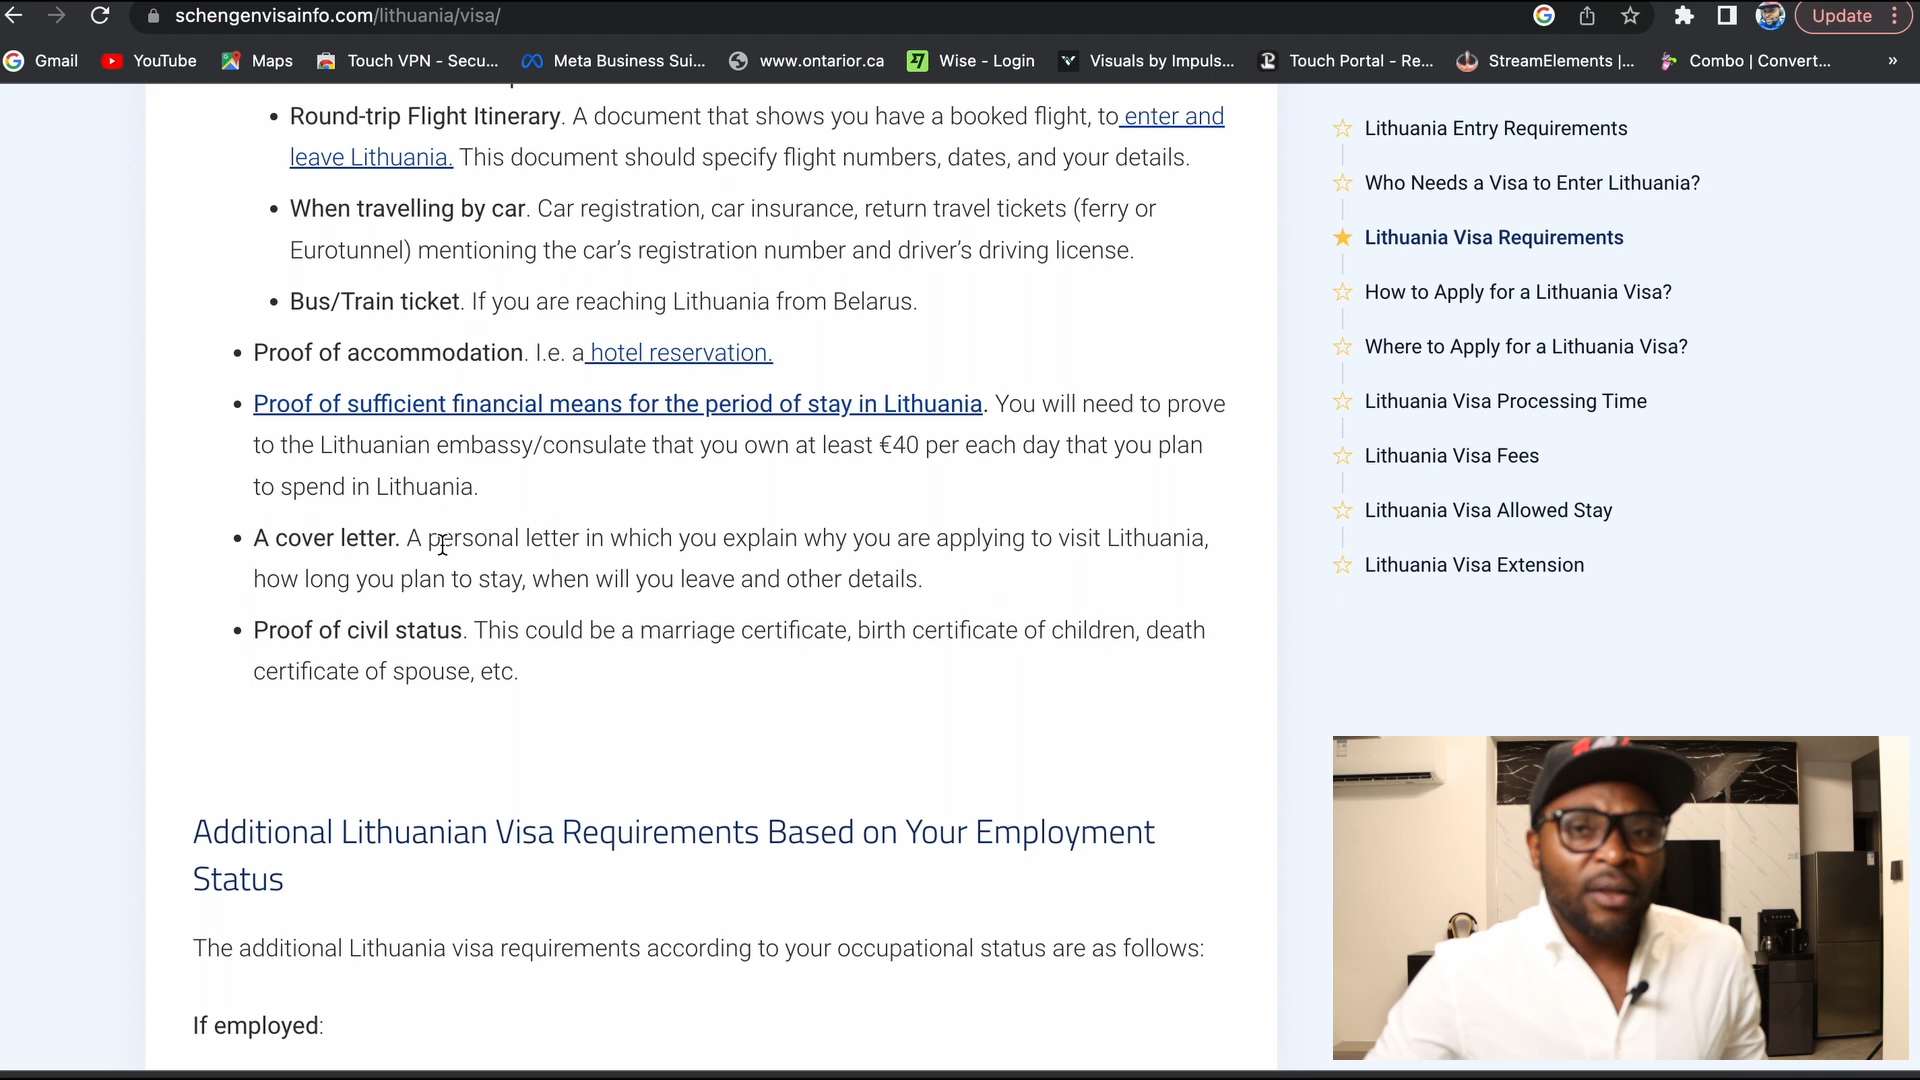 schengenvisainfo.com/lithuania/visa/
Update
Gmail
YouTube
Maps
Touch VPN - Secu...
Meta Business Sui...
www.ontarior.ca
Wise - Login
Visuals by Impuls...
Touch Portal - Re...
StreamElements |...
Combo | Convert...
»
• Round-trip Flight Itinerary. A document that shows you have a booked flight, to enter and
leave Lithuania. This document should specify flight numbers, dates, and your details.
• When travelling by car. Car registration, car insurance, return travel tickets (ferry or
Eurotunnel) mentioning the car's registration number and driver's driving license.
• Bus/Train ticket. If you are reaching Lithuania from Belarus.
• Proof of accommodation. I.e. a hotel reservation.
• Proof of sufficient financial means for the period of stay in Lithuania. You will need to prove
to the Lithuanian embassy/consulate that you own at least €40 per each day that you plan
to spend in Lithuania.
• A cover letter. A personal letter in which you explain why you are applying to visit Lithuania,
how long you plan to stay, when will you leave and other details.
• Proof of civil status. This could be a marriage certificate, birth certificate of children, death
certificate of spouse, etc.
Additional Lithuanian Visa Requirements Based on Your Employment
Status
The additional Lithuania visa requirements according to your occupational status are as follows:
If employed:
Lithuania Entry Requirements
Who Needs a Visa to Enter Lithuania?
Lithuania Visa Requirements
How to Apply for a Lithuania Visa?
Where to Apply for a Lithuania Visa?
Lithuania Visa Processing Time
Lithuania Visa Fees
Lithuania Visa Allowed Stay
Lithuania Visa Extension